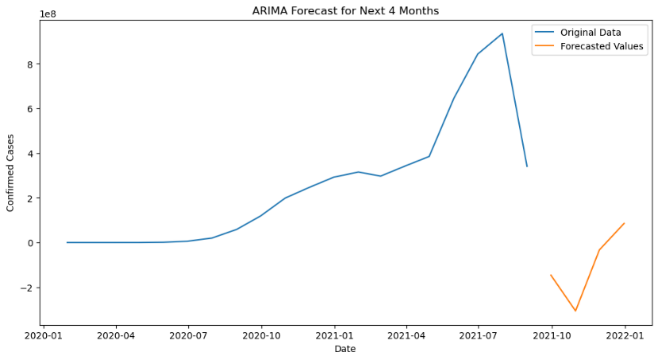 ARIMA Forecast for Next 4 Months
1e8
Original Data
Forecasted Values
8
6
4
2
0
−2
Confirmed Cases
2020-01 2020-04 2020-07 2020-10 2021-01 2021-04 2021-07 2021-10 2022-01
Date